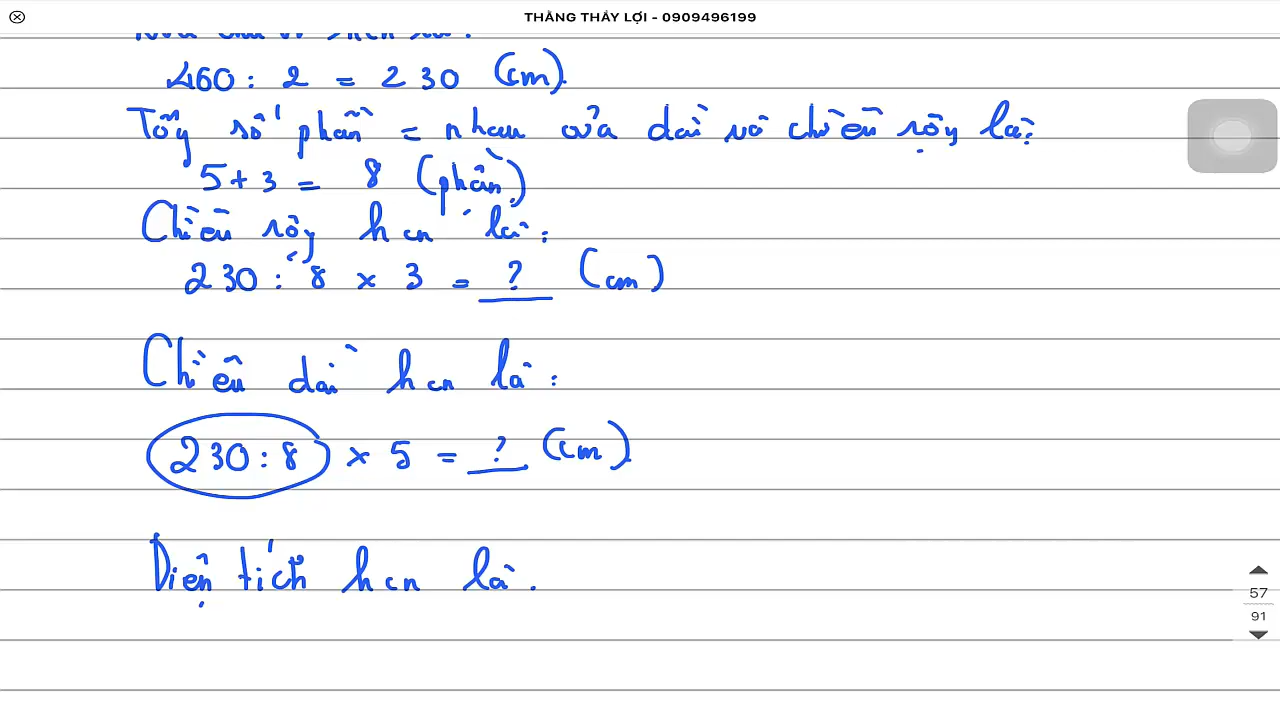 THẮNG THẦY LỢI - 0909496199
460 : 2 = 230 (cm).
Tổng số phần = nhau của dài và chiều rộng là:
5 + 3 = 8 (phần)
Chiều rộng hcn là:
230 : 8 x 3 = ? (cm)
Chiều dài hcn là:
230 : 8 x 5 = ? (cm)
Diện tích hcn là.
57
91